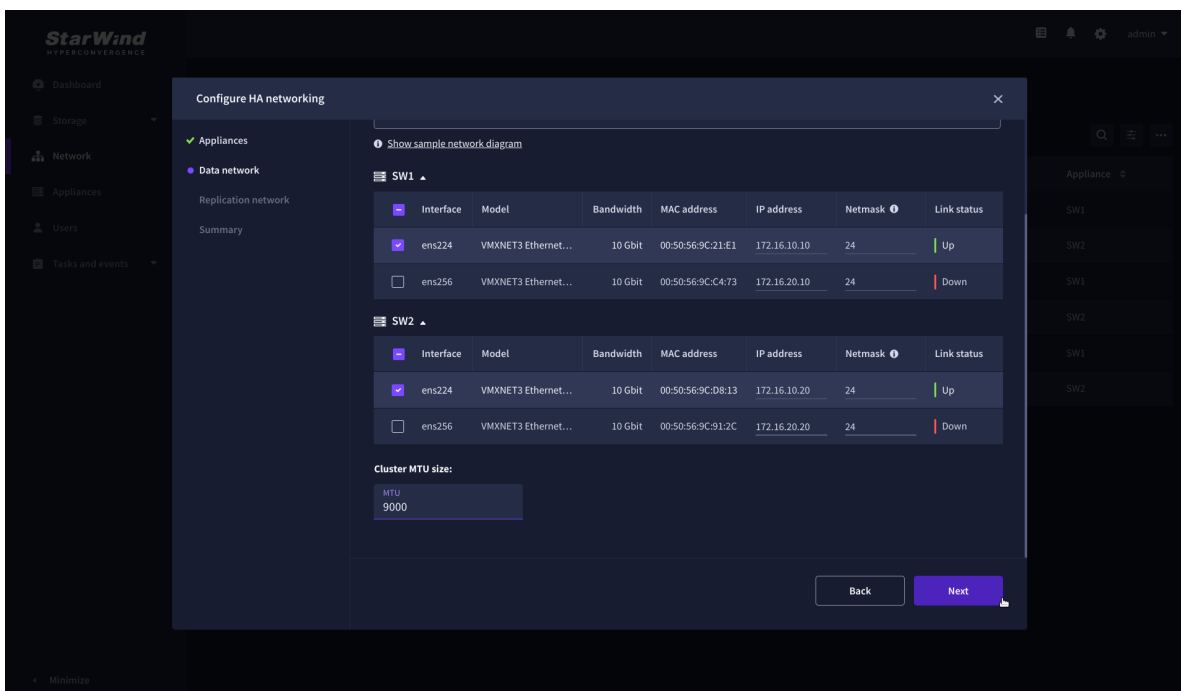 StarWind
HYPERCONVERGENCE
admin
Dashboard
Storage
Network
Appliances
Users
Tasks and events
Minimize
Appliance
SW1
SW2
SW1
SW2
SW1
SW2
Configure HA networking
Appliances
Data network
Replication network
Summary
Show sample network diagram
SW1
Interface Model Bandwidth MAC address IP address Netmask Link status
ens224 VMXNET3 Ethernet... 10 Gbit 00:50:56:9C:21:E1 172.16.10.10 24 Up
ens256 VMXNET3 Ethernet... 10 Gbit 00:50:56:9C:C4:73 172.16.20.10 24 Down
SW2
Interface Model Bandwidth MAC address IP address Netmask Link status
ens224 VMXNET3 Ethernet... 10 Gbit 00:50:56:9C:D8:13 172.16.10.20 24 Up
ens256 VMXNET3 Ethernet... 10 Gbit 00:50:56:9C:91:2C 172.16.20.20 24 Down
Cluster MTU size:
MTU
9000
Back Next